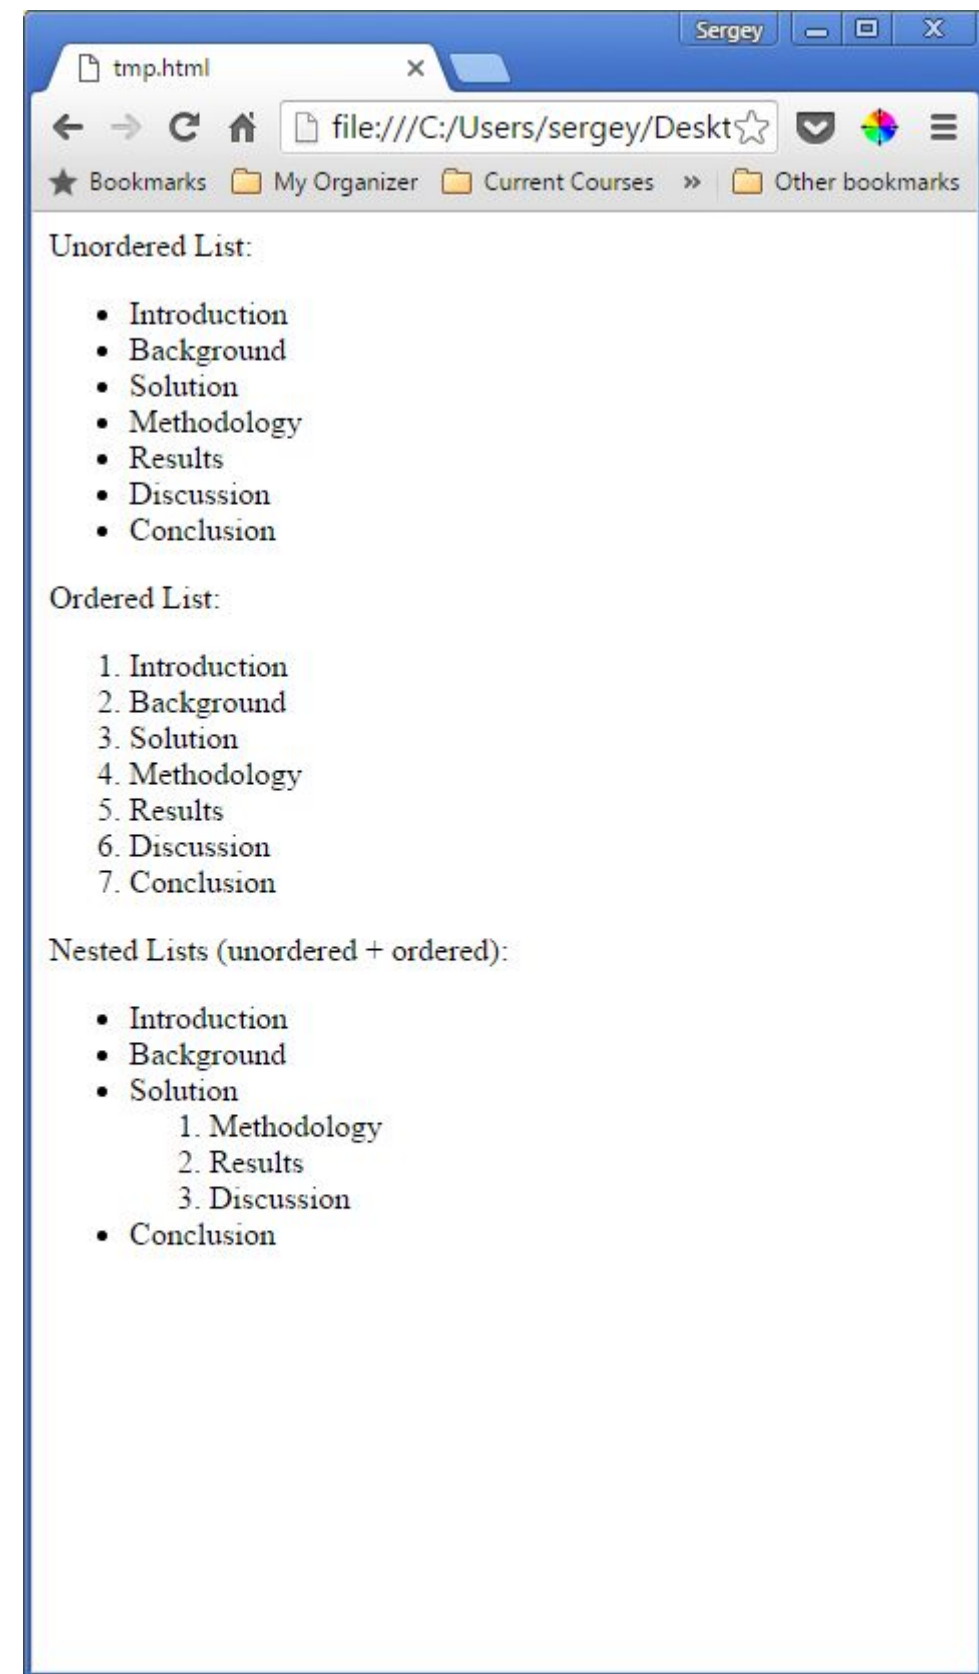 Sergey
tmp.html
file:///C:/Users/sergey/Deskt
Bookmarks My Organizer Current Courses » Other bookmarks
Unordered List:
• Introduction
• Background
• Solution
• Methodology
• Results
• Discussion
• Conclusion
Ordered List:
1. Introduction
2. Background
3. Solution
4. Methodology
5. Results
6. Discussion
7. Conclusion
Nested Lists (unordered + ordered):
• Introduction
• Background
• Solution
1. Methodology
2. Results
3. Discussion
• Conclusion